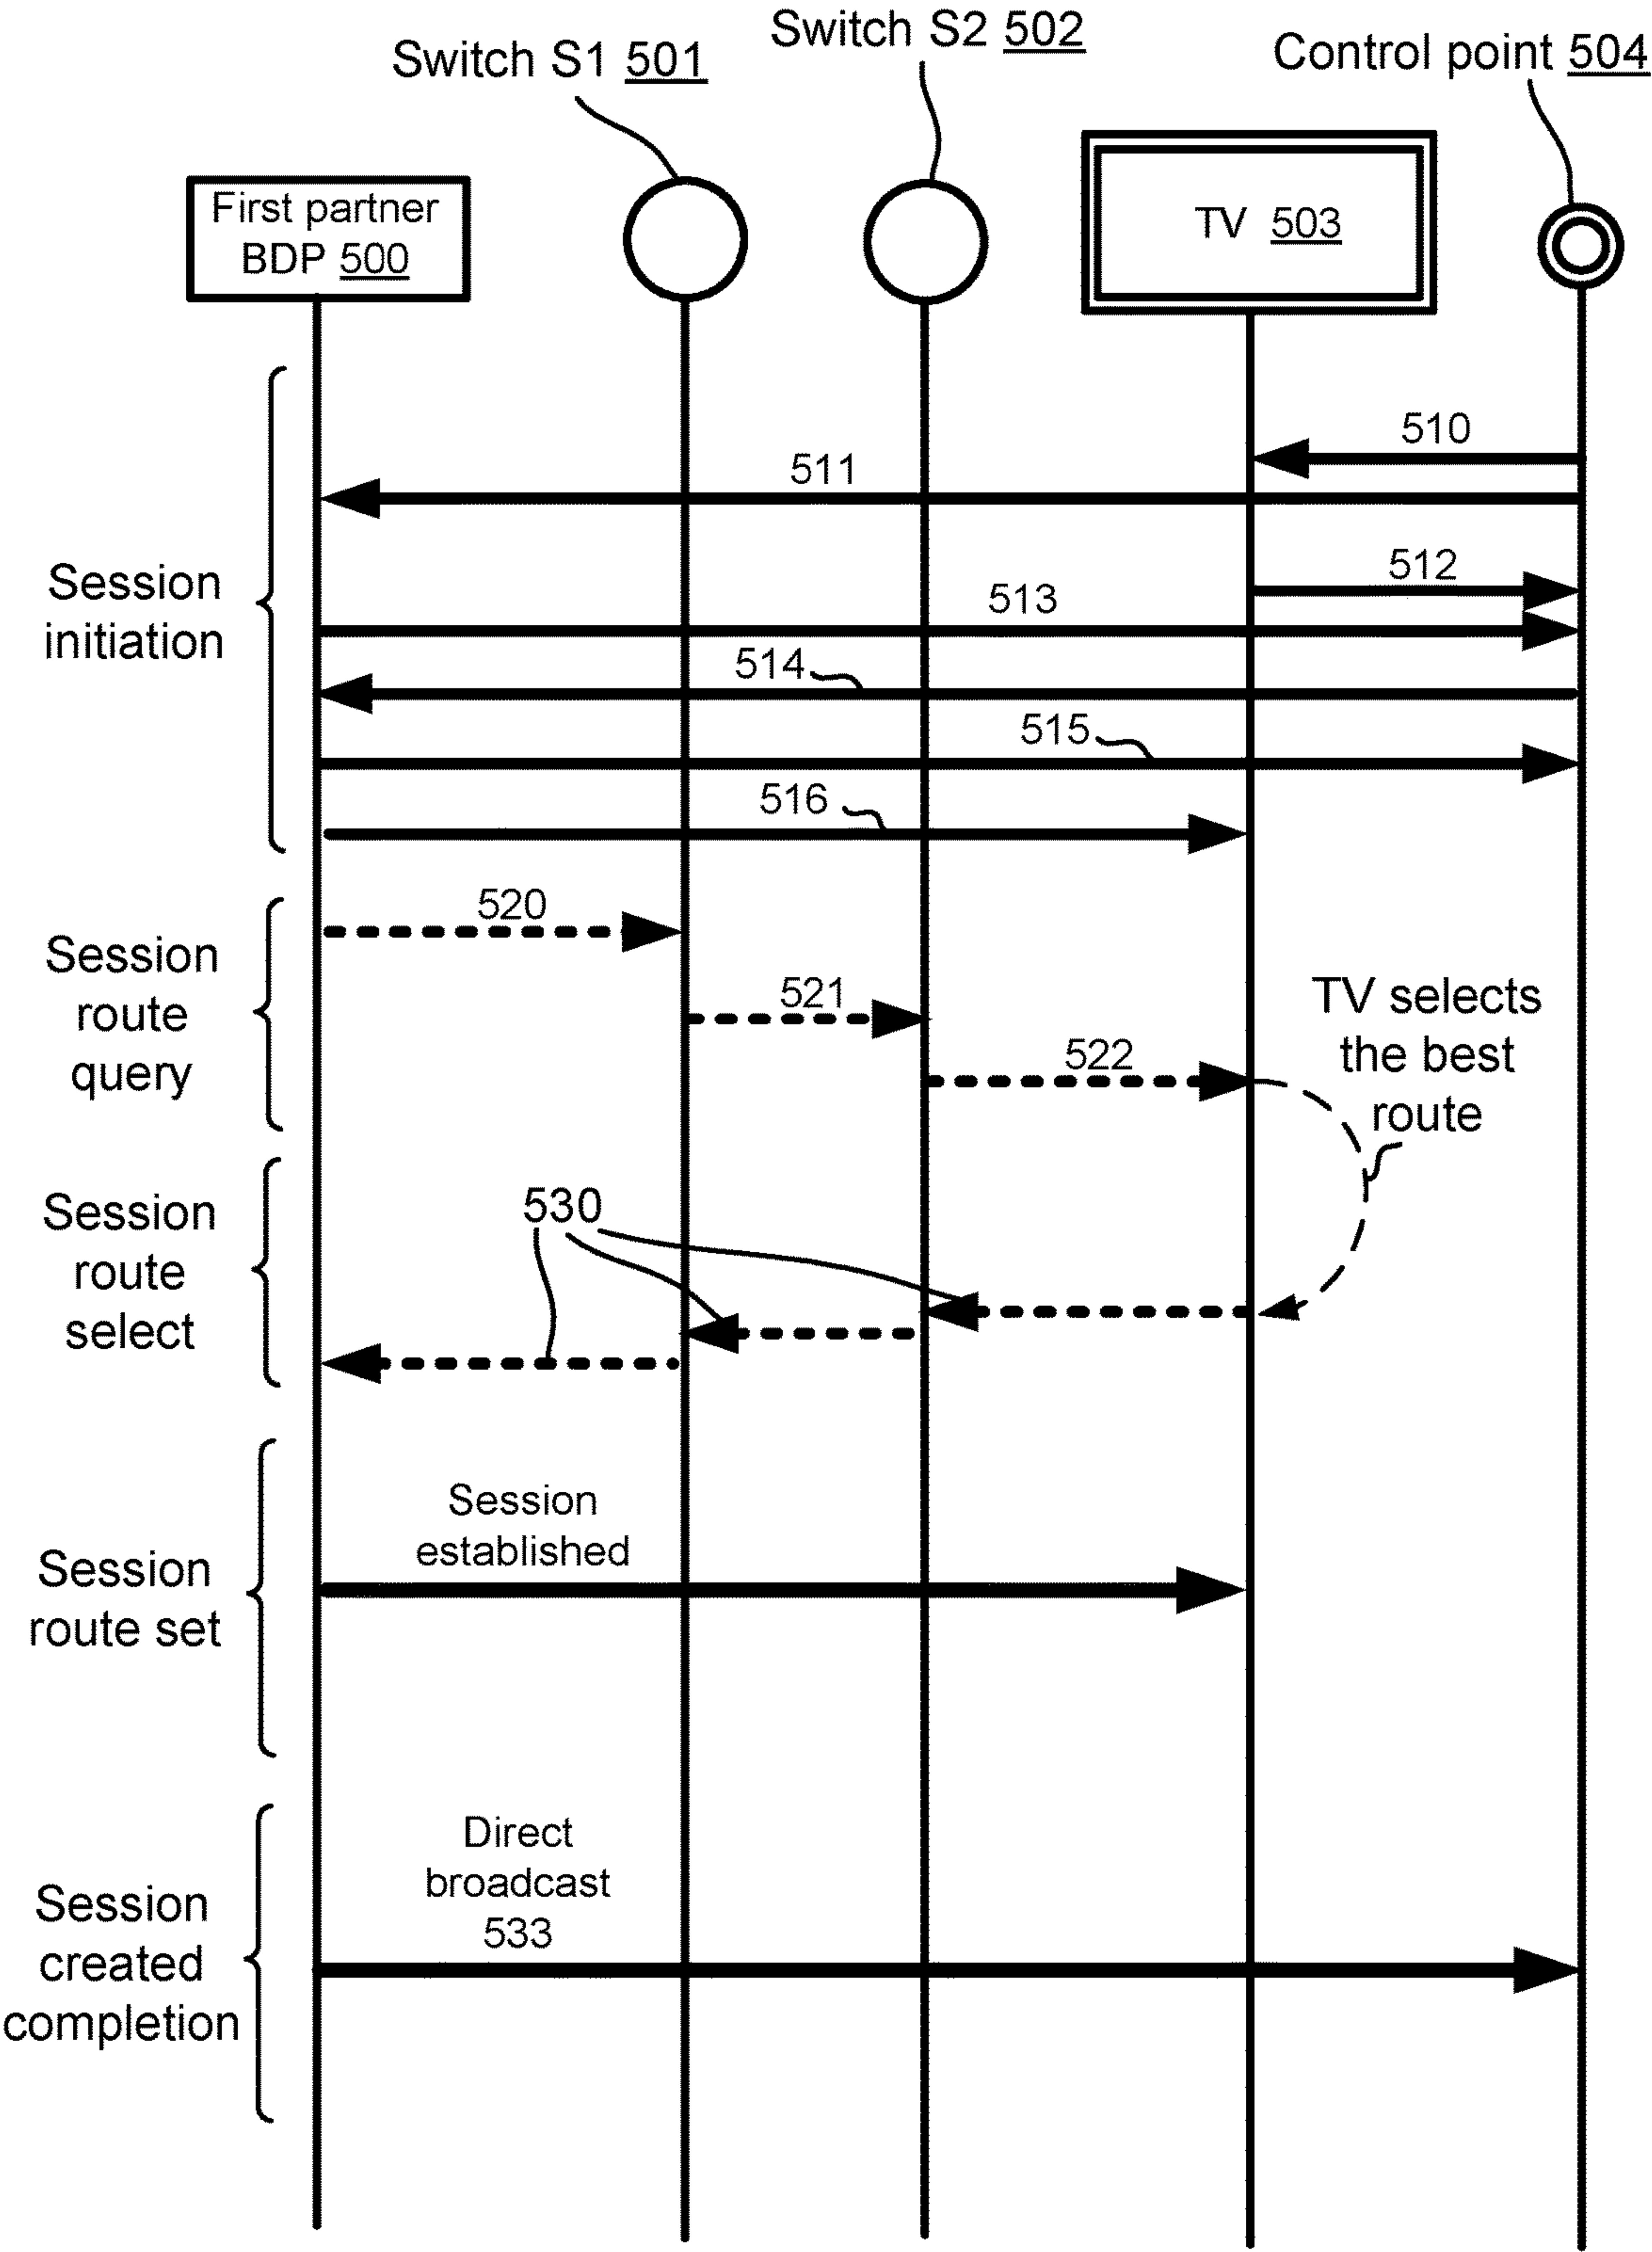 Switch S1 501
Switch S2 502
Control point 504
First partner
BDP 500
TV 503
510
511
512
513
514
515
516
Session
initiation
520
521
522
Session
route
query
TV selects
the best
route
530
Session
route
select
Session
established
Session
route set
Direct
broadcast
533
Session
created
completion